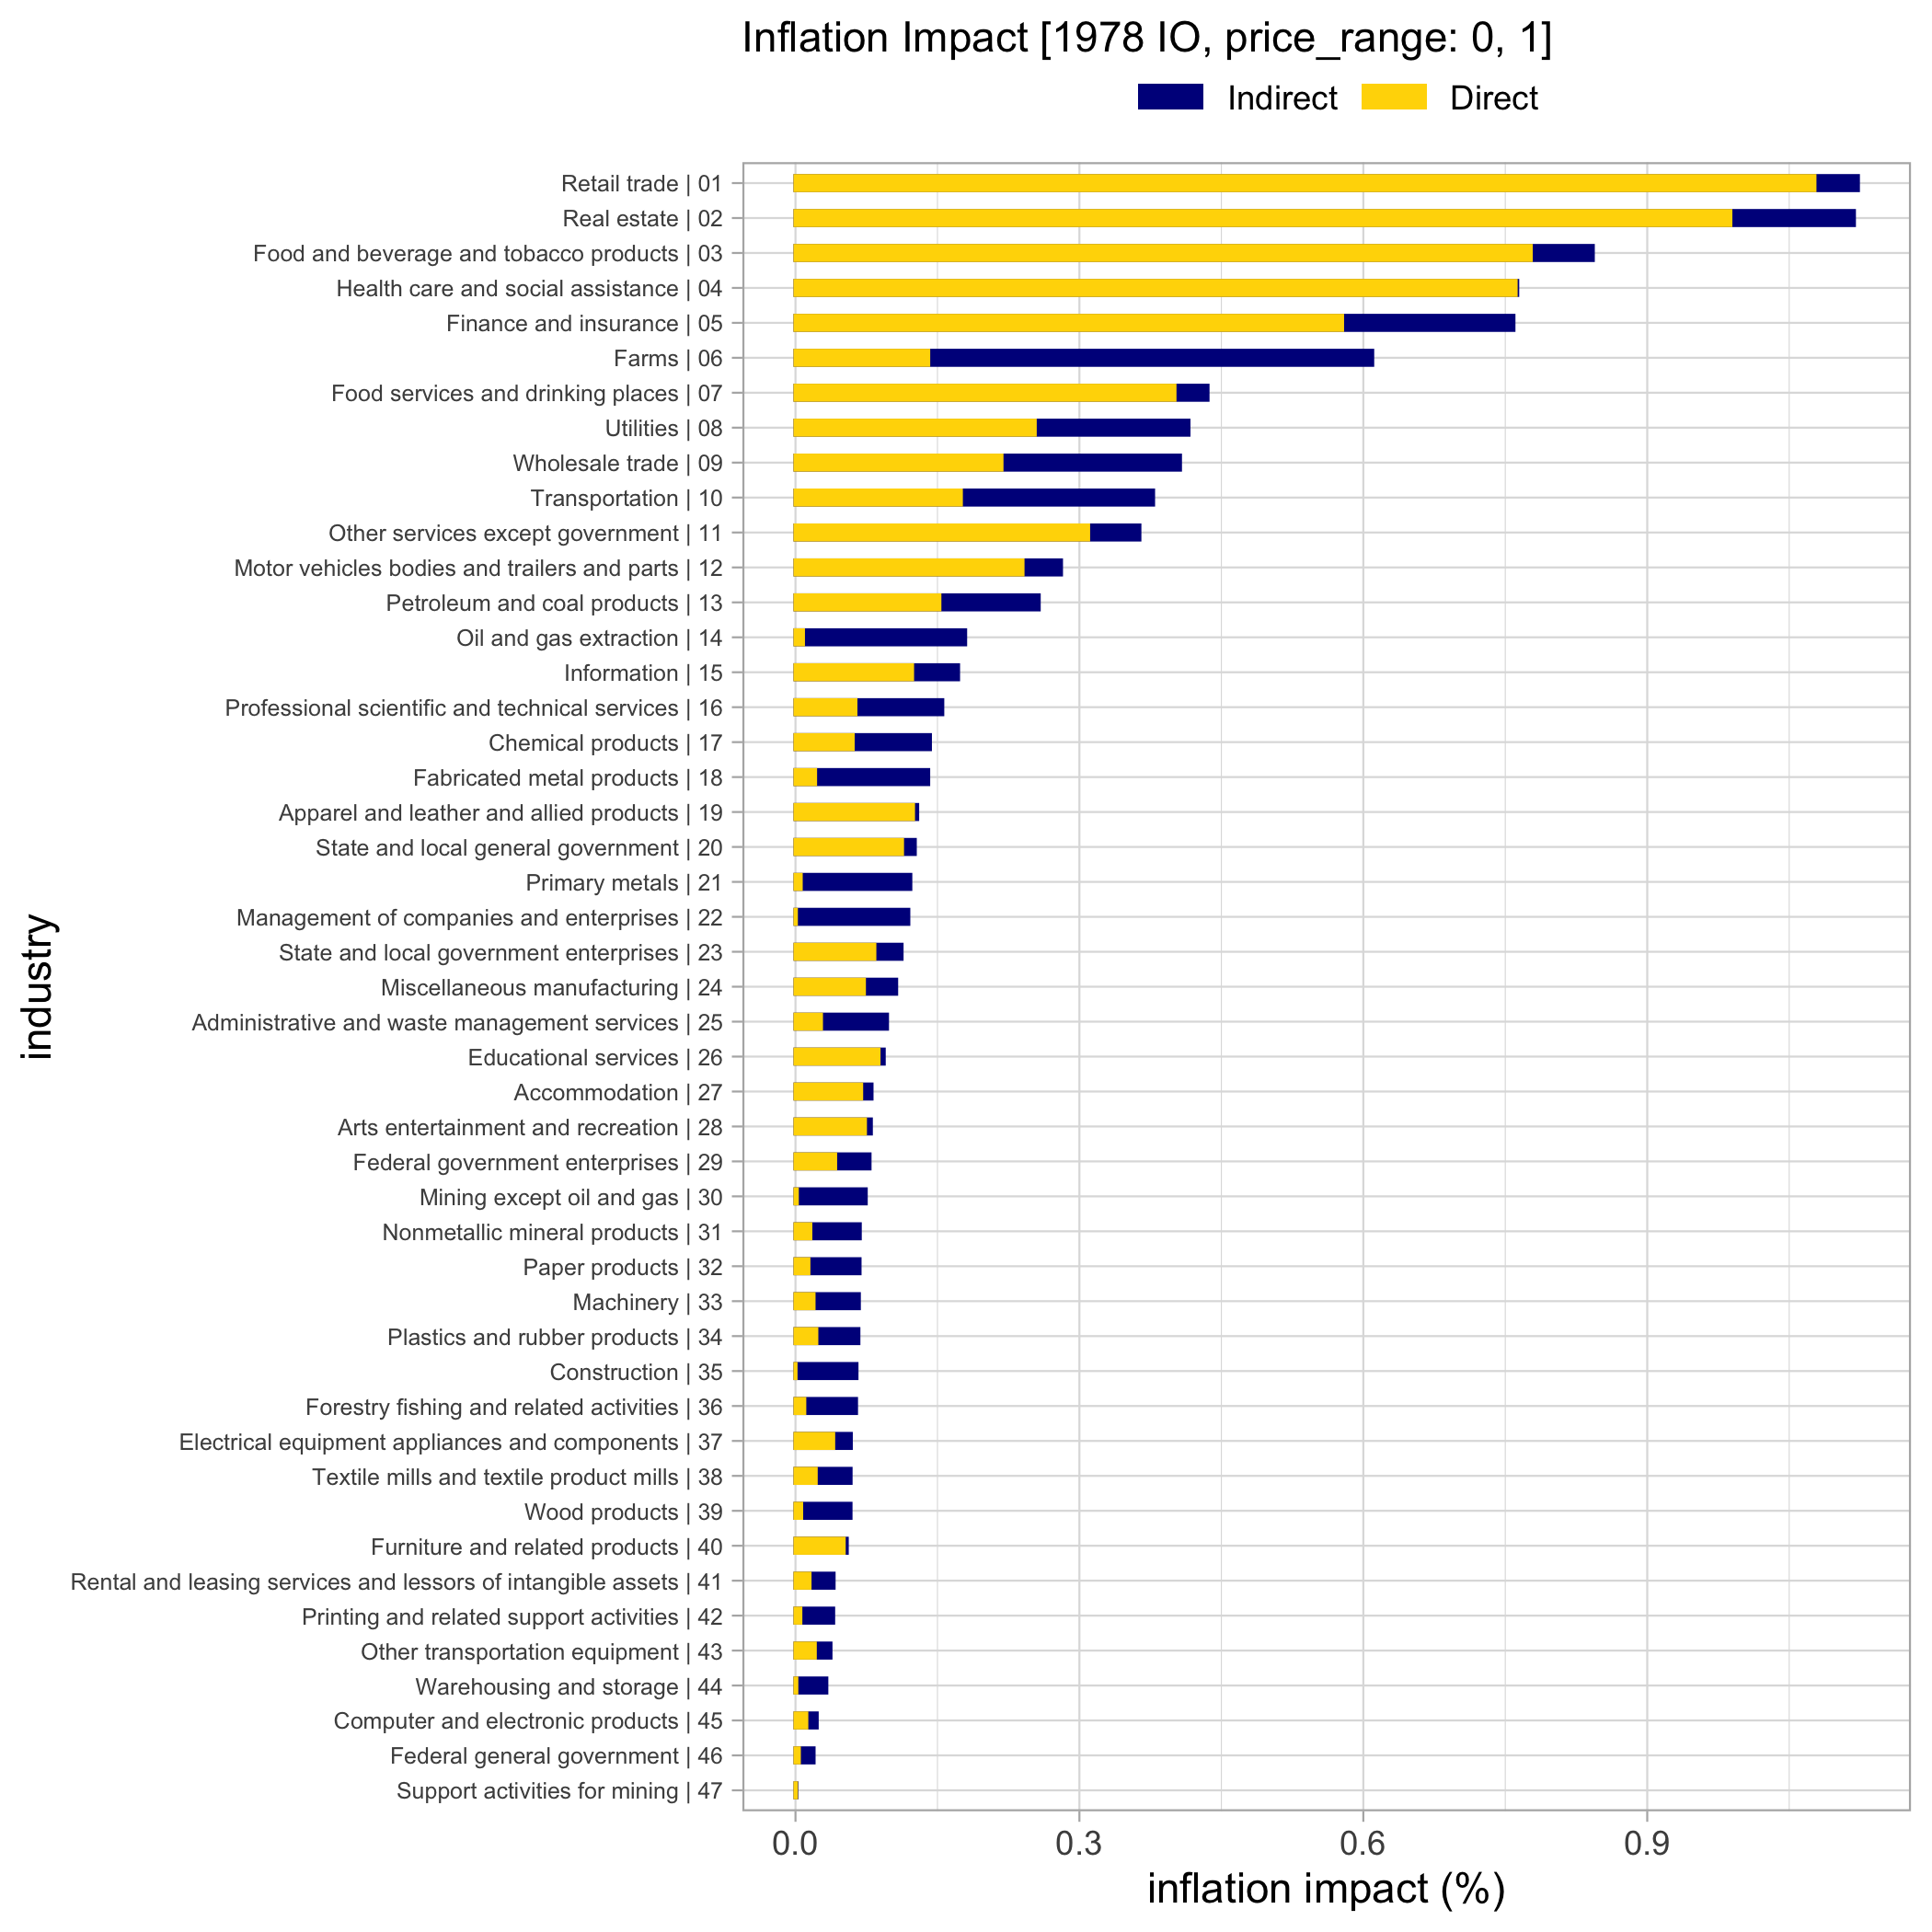 Inflation Impact [1978 IO, price_range: 0, 1]
Indirect Direct
Retail trade | 01
Real estate | 02
Food and beverage and tobacco products | 03
Health care and social assistance | 04
Finance and insurance | 05
Farms | 06
Food services and drinking places | 07
Utilities | 08
Wholesale trade | 09
Transportation | 10
Other services except government | 11
Motor vehicles bodies and trailers and parts | 12
Petroleum and coal products | 13
Oil and gas extraction | 14
Information | 15
Professional scientific and technical services | 16
Chemical products | 17
Fabricated metal products | 18
Apparel and leather and allied products | 19
State and local general government | 20
Primary metals | 21
Management of companies and enterprises | 22
State and local government enterprises | 23
Miscellaneous manufacturing | 24
Administrative and waste management services | 25
Educational services | 26
Accommodation | 27
Arts entertainment and recreation | 28
Federal government enterprises | 29
Mining except oil and gas | 30
Nonmetallic mineral products | 31
Paper products | 32
Machinery | 33
Plastics and rubber products | 34
Construction | 35
Forestry fishing and related activities | 36
Electrical equipment appliances and components | 37
Textile mills and textile product mills | 38
Wood products | 39
Furniture and related products | 40
Rental and leasing services and lessors of intangible assets | 41
Printing and related support activities | 42
Other transportation equipment | 43
Warehousing and storage | 44
Computer and electronic products | 45
Federal general government | 46
Support activities for mining | 47
industry
0.0 0.3 0.6 0.9
inflation impact (%)